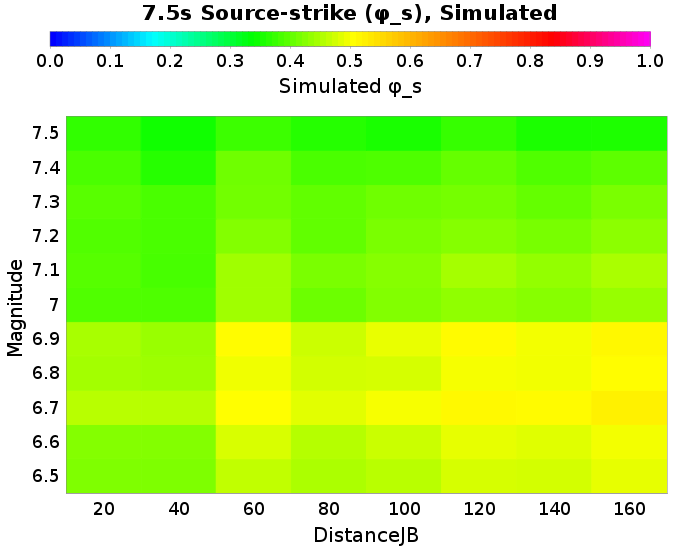 7.5s Source-strike (φ_s), Simulated
0.0 0.1 0.2 0.3 0.4 0.5 0.6 0.7 0.8 0.9 1.0
Simulated φ_s
7.5
7.4
7.3
7.2
7.1
7
6.9
6.8
6.7
6.6
6.5
Magnitude
20 40 60 80 100 120 140 160
DistanceJB